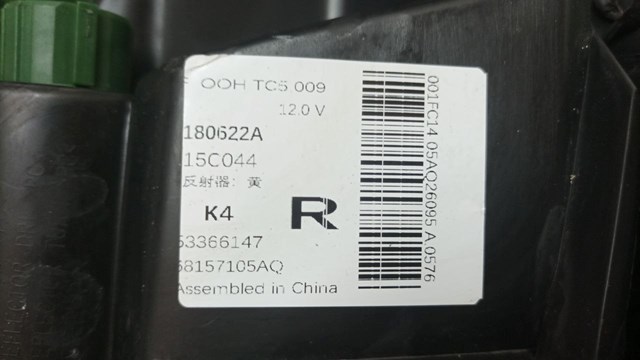 OOH TC5 009
12.0 V
180622A
15C044
反射器：黄
K4
R
53366147
68157105AQ
Assembled in China
001FC14 05AQ26095 A.0576